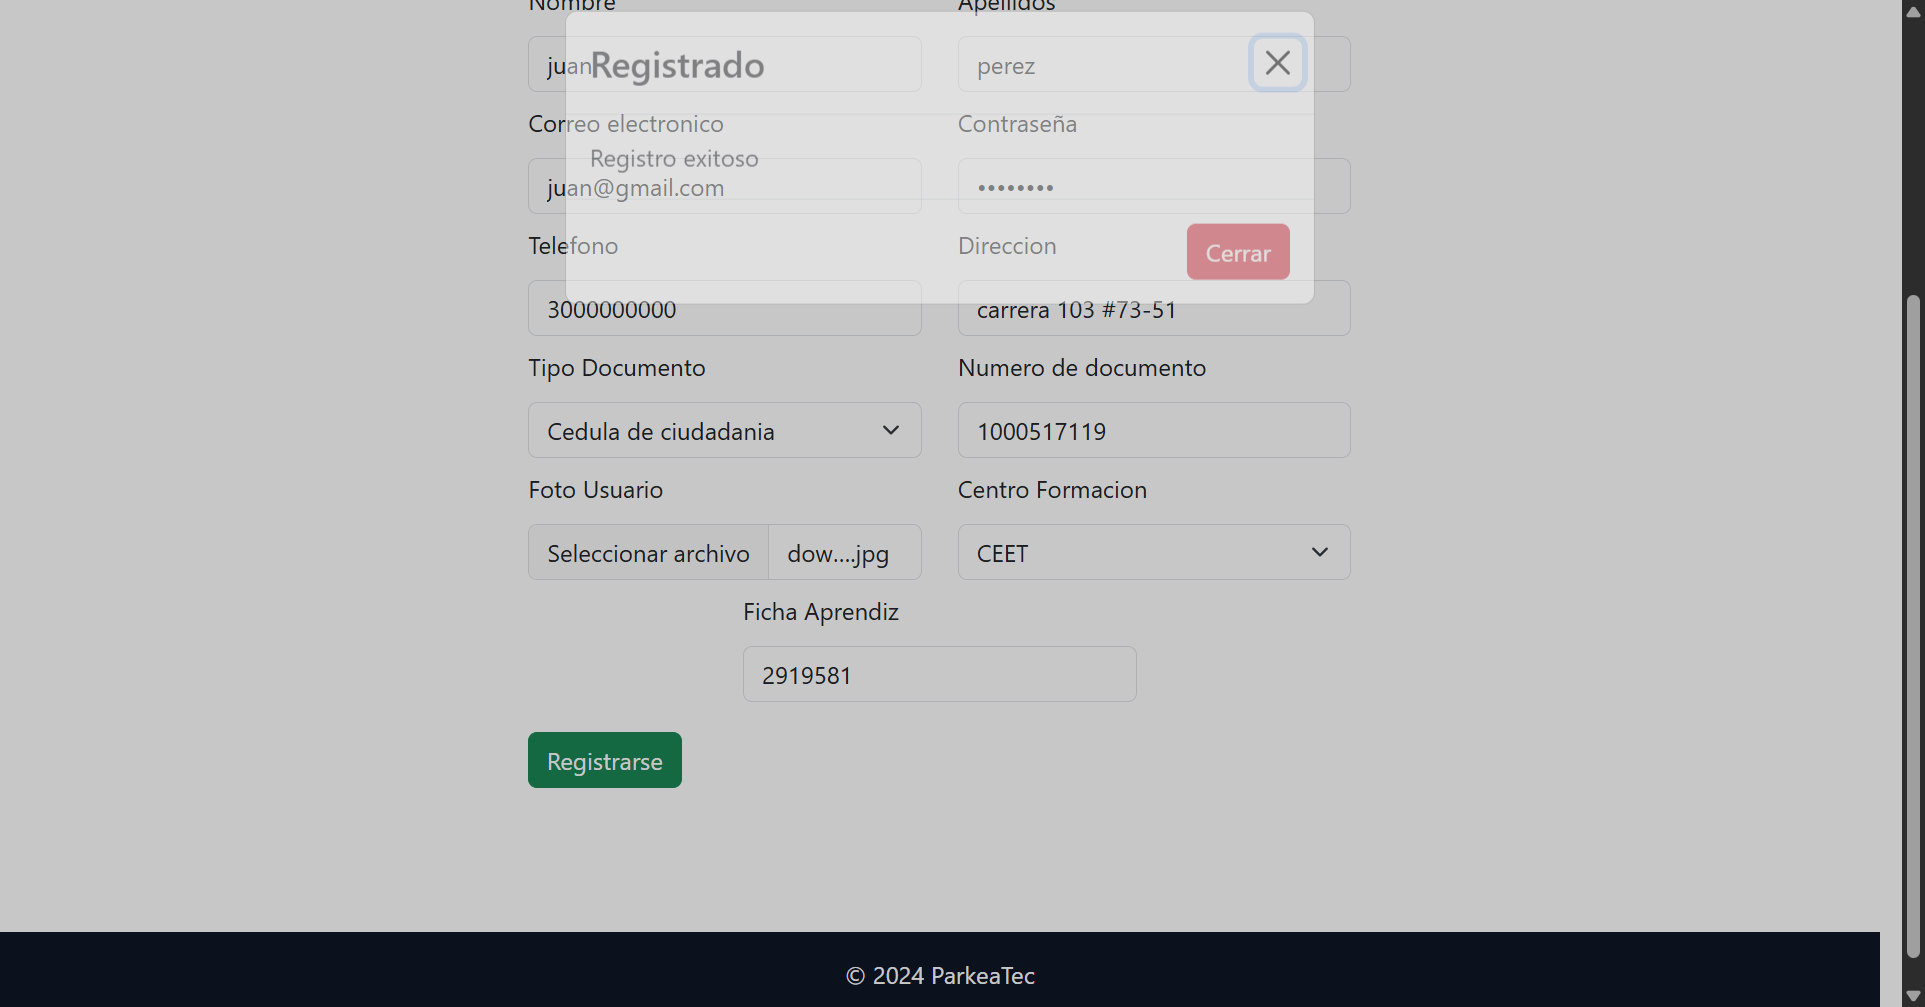 Nombre
Apellidos
juan
Registrado
perez
Correo electronico
Contraseña
Registro exitoso
juan@gmail.com
••••••••
Telefono
Direccion
Cerrar
3000000000
carrera 103 #73-51
Tipo Documento
Numero de documento
Cedula de ciudadania
1000517119
Foto Usuario
Centro Formacion
Seleccionar archivo
dow....jpg
CEET
Ficha Aprendiz
2919581
Registrarse
© 2024 ParkeaTec